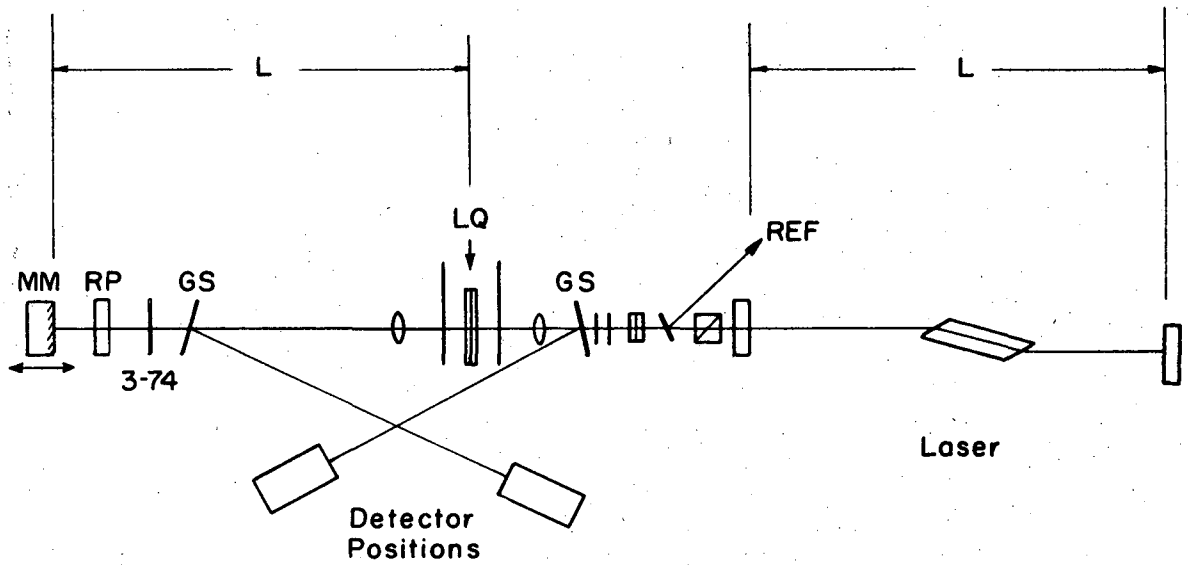 L
L
LQ
REF
MM RP GS GS
3-74
Laser
Detector
Positions